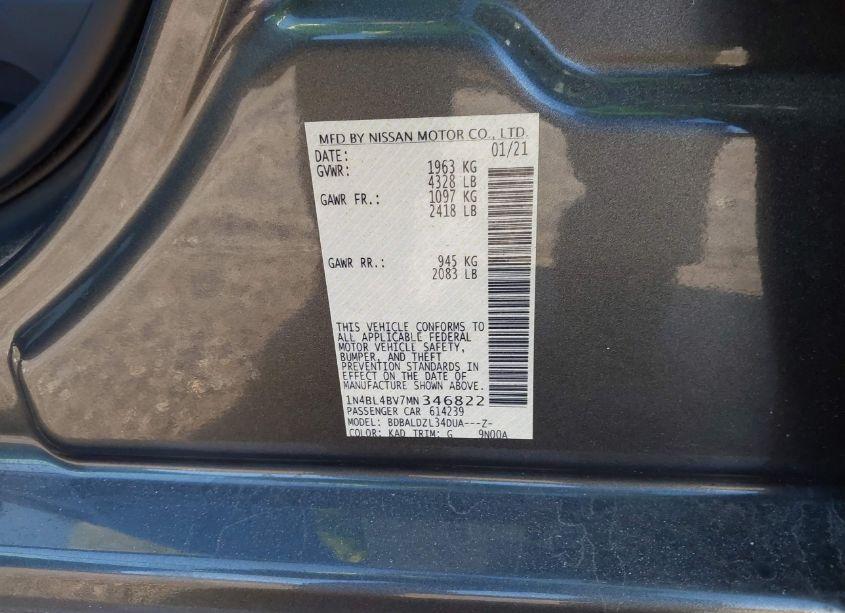 MFD BY NISSAN MOTOR CO., LTD.
DATE: 01/21
GVWR: 1963 KG
4328 LB
GAWR FR.: 1097 KG
2418 LB
GAWR RR.: 945 KG
2083 LB
THIS VEHICLE CONFORMS TO
ALL APPLICABLE FEDERAL
MOTOR VEHICLE SAFETY,
BUMPER, AND THEFT
PREVENTION STANDARDS IN
EFFECT ON THE DATE OF
MANUFACTURE SHOWN ABOVE.
1N4BL4BV7MN346822
PASSENGER CAR 614239
MODEL: BDBALDZL34DUA---Z-
COLOR: KAD TRIM: G 9N00A